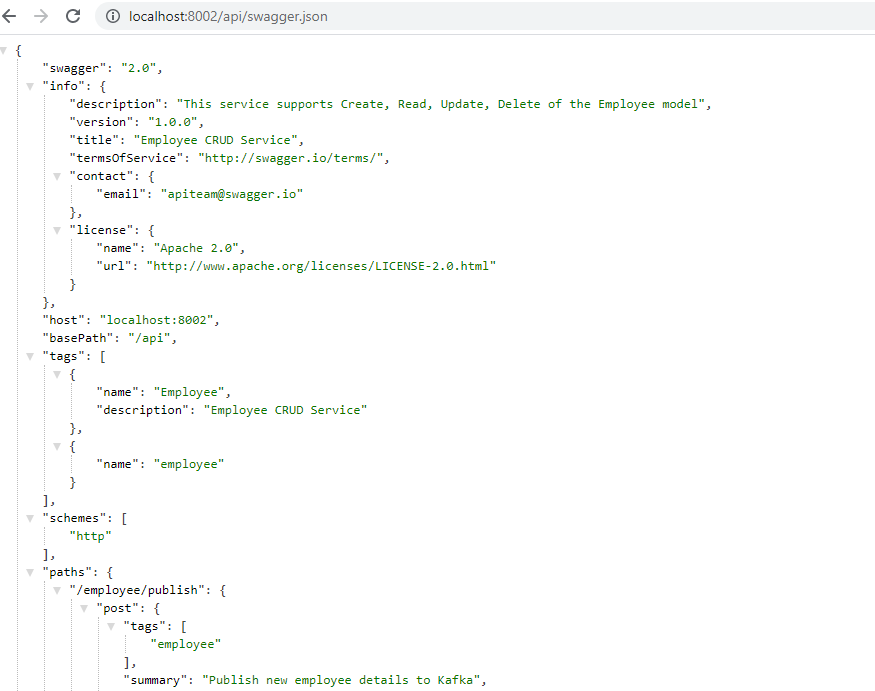 localhost:8002/api/swagger.json
{
"swagger": "2.0",
"info": {
"description": "This service supports Create, Read, Update, Delete of the Employee model",
"version": "1.0.0",
"title": "Employee CRUD Service",
"termsOfService": "http://swagger.io/terms/",
"contact": {
"email": "apiteam@swagger.io"
},
"license": {
"name": "Apache 2.0",
"url": "http://www.apache.org/licenses/LICENSE-2.0.html"
}
},
"host": "localhost:8002",
"basePath": "/api",
"tags": [
{
"name": "Employee",
"description": "Employee CRUD Service"
},
{
"name": "employee"
}
],
"schemes": [
"http"
],
"paths": {
"/employee/publish": {
"post": {
"tags": [
"employee"
],
"summary": "Publish new employee details to Kafka",